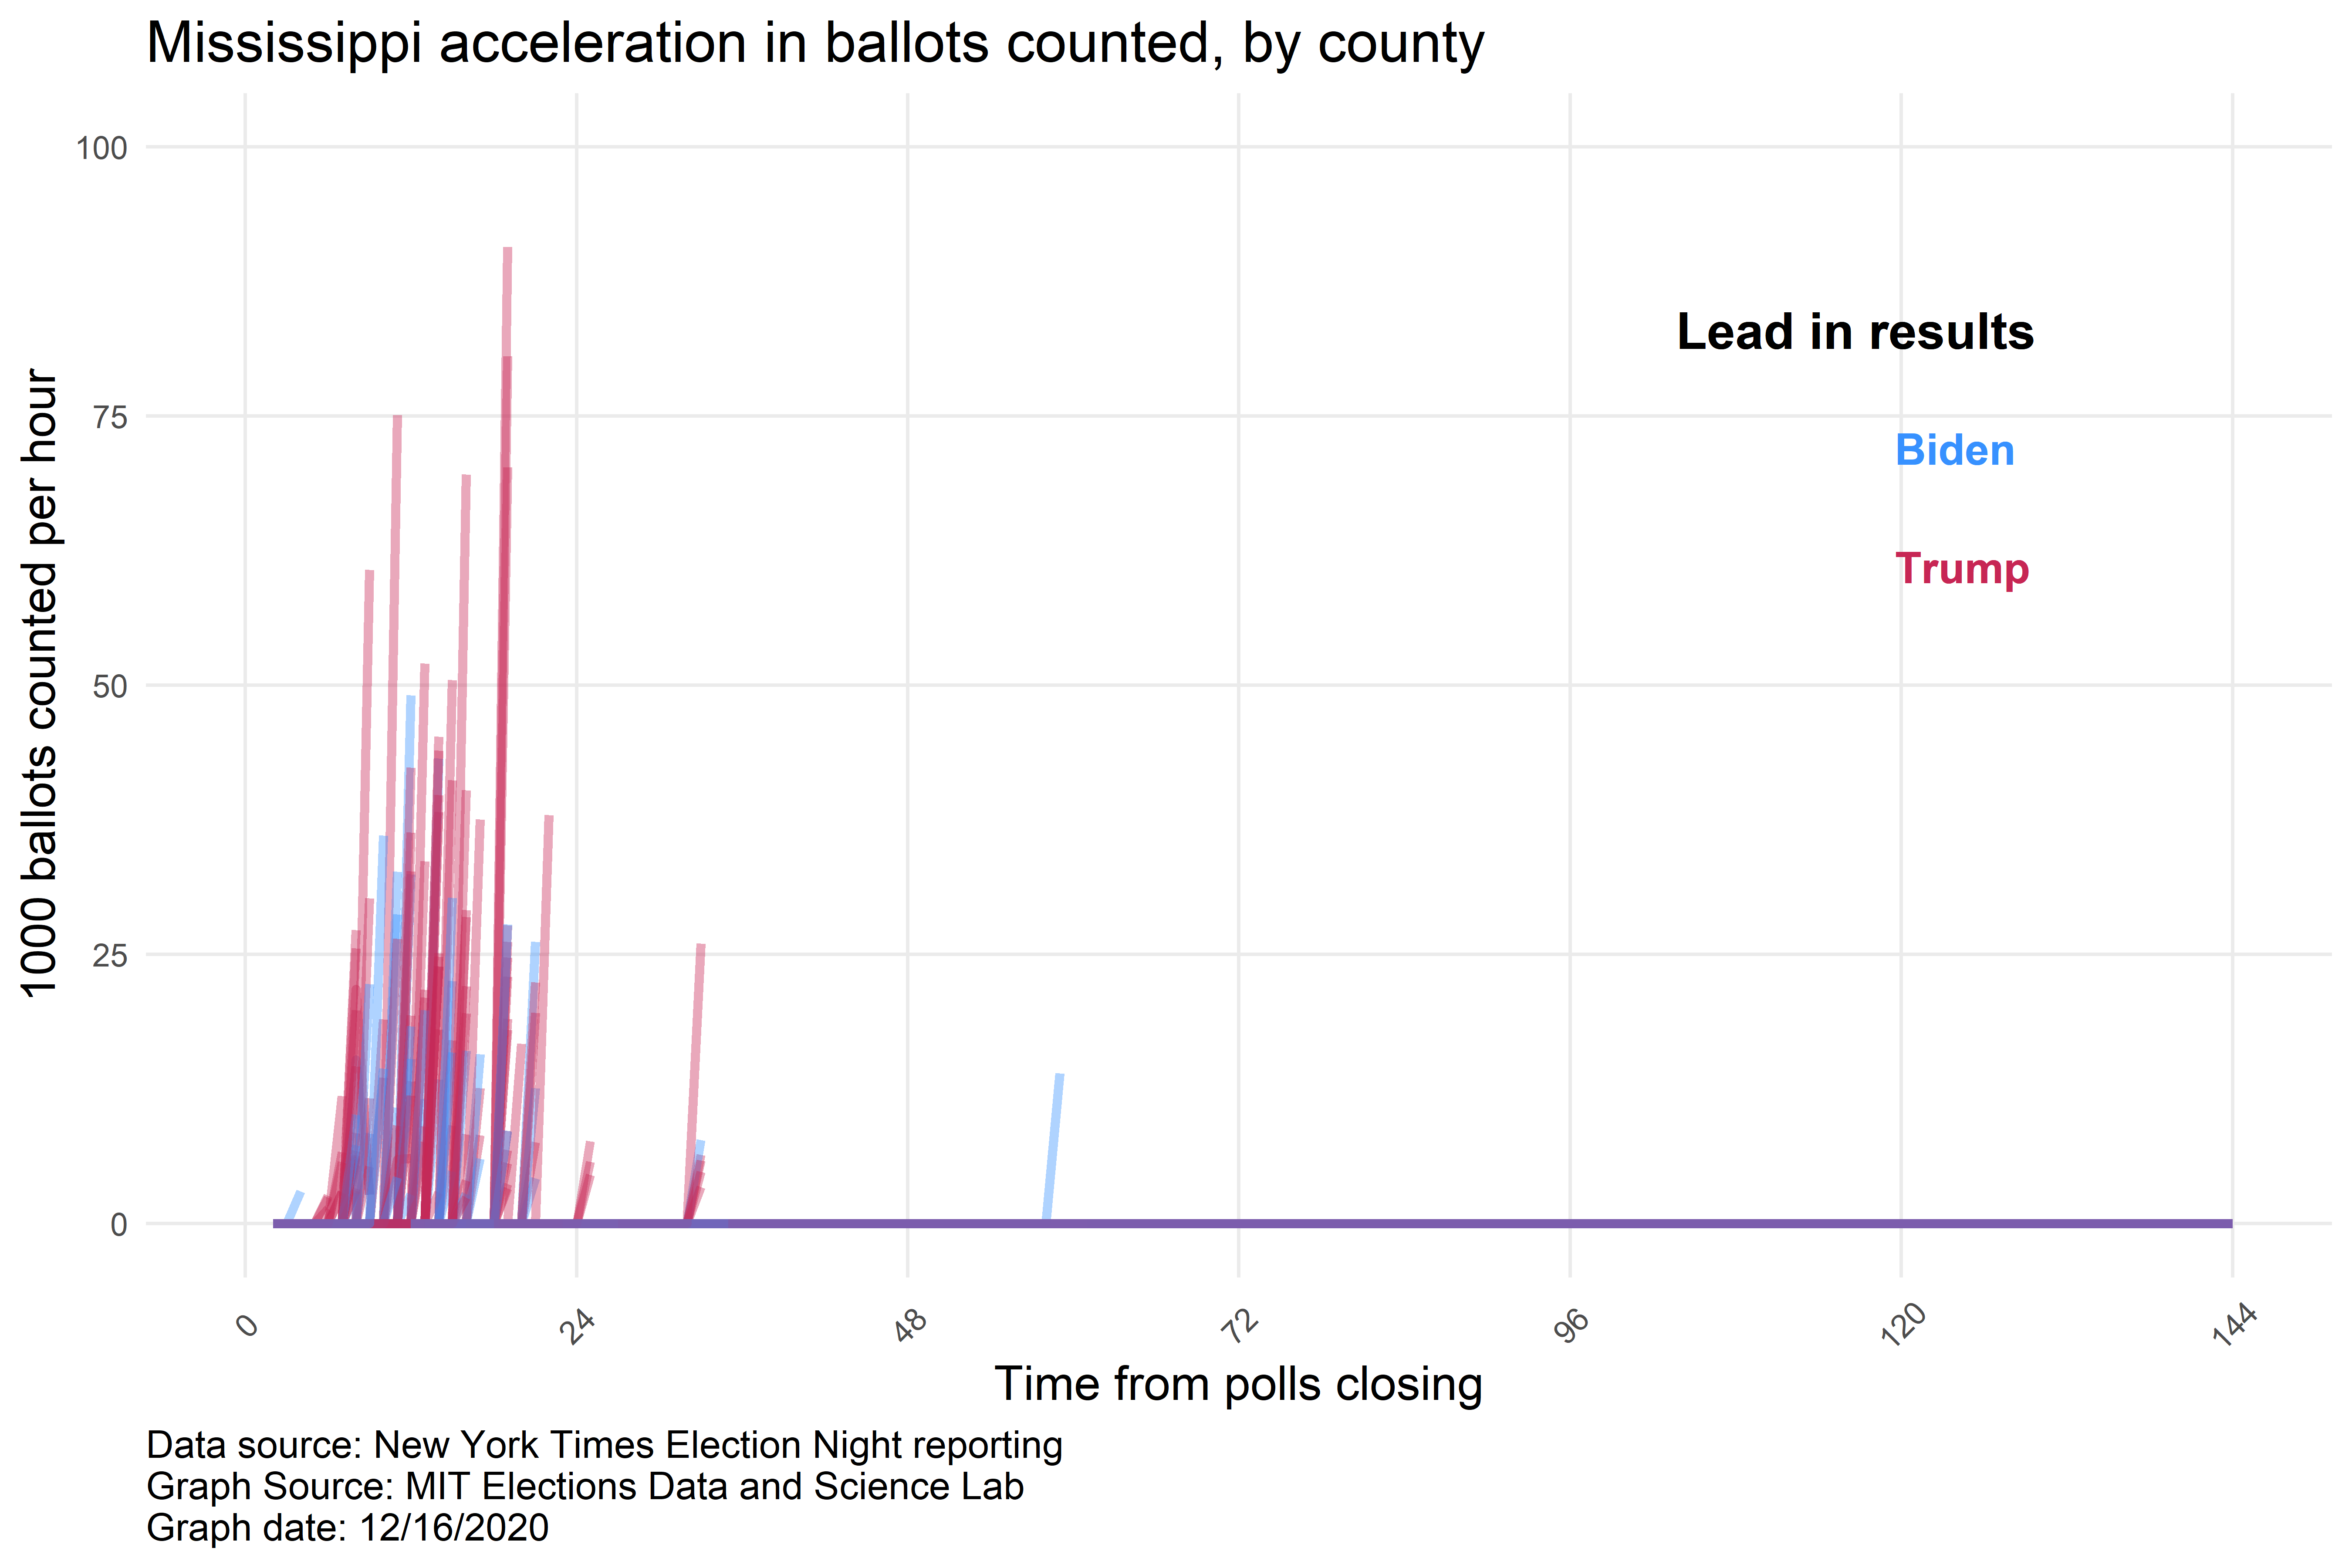 Mississippi acceleration in ballots counted, by county
1000 ballots counted per hour
100
75
50
25
0
Lead in results
Biden
Trump
0
24
48
72
96
120
144
Time from polls closing
Data source: New York Times Election Night reporting
Graph Source: MIT Elections Data and Science Lab
Graph date: 12/16/2020